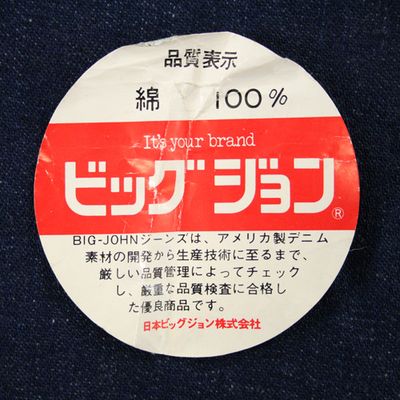 品質表示
綿 100%
It's your brand
ビッグジョン®
BIG-JOHNジーンズは、アメリカ製デニム
素材の開発から生産技術に至るまで、
厳しい品質管理によってチェック
し、厳重な品質検査に合格し
た優良商品です。
日本ビッグジョン株式会社